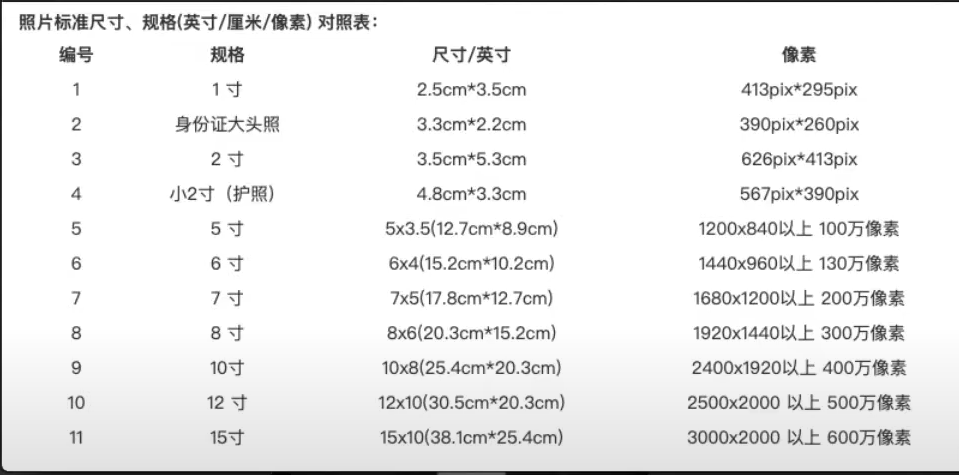 照片标准尺寸、规格(英寸/厘米/像素) 对照表：
编号 规格 尺寸/英寸 像素
1 1 寸 2.5cm*3.5cm 413pix*295pix
2 身份证大头照 3.3cm*2.2cm 390pix*260pix
3 2 寸 3.5cm*5.3cm 626pix*413pix
4 小2寸（护照） 4.8cm*3.3cm 567pix*390pix
5 5 寸 5x3.5(12.7cm*8.9cm) 1200x840以上 100万像素
6 6 寸 6x4(15.2cm*10.2cm) 1440x960以上 130万像素
7 7 寸 7x5(17.8cm*12.7cm) 1680x1200以上 200万像素
8 8 寸 8x6(20.3cm*15.2cm) 1920x1440以上 300万像素
9 10寸 10x8(25.4cm*20.3cm) 2400x1920以上 400万像素
10 12 寸 12x10(30.5cm*20.3cm) 2500x2000 以上 500万像素
11 15寸 15x10(38.1cm*25.4cm) 3000x2000 以上 600万像素